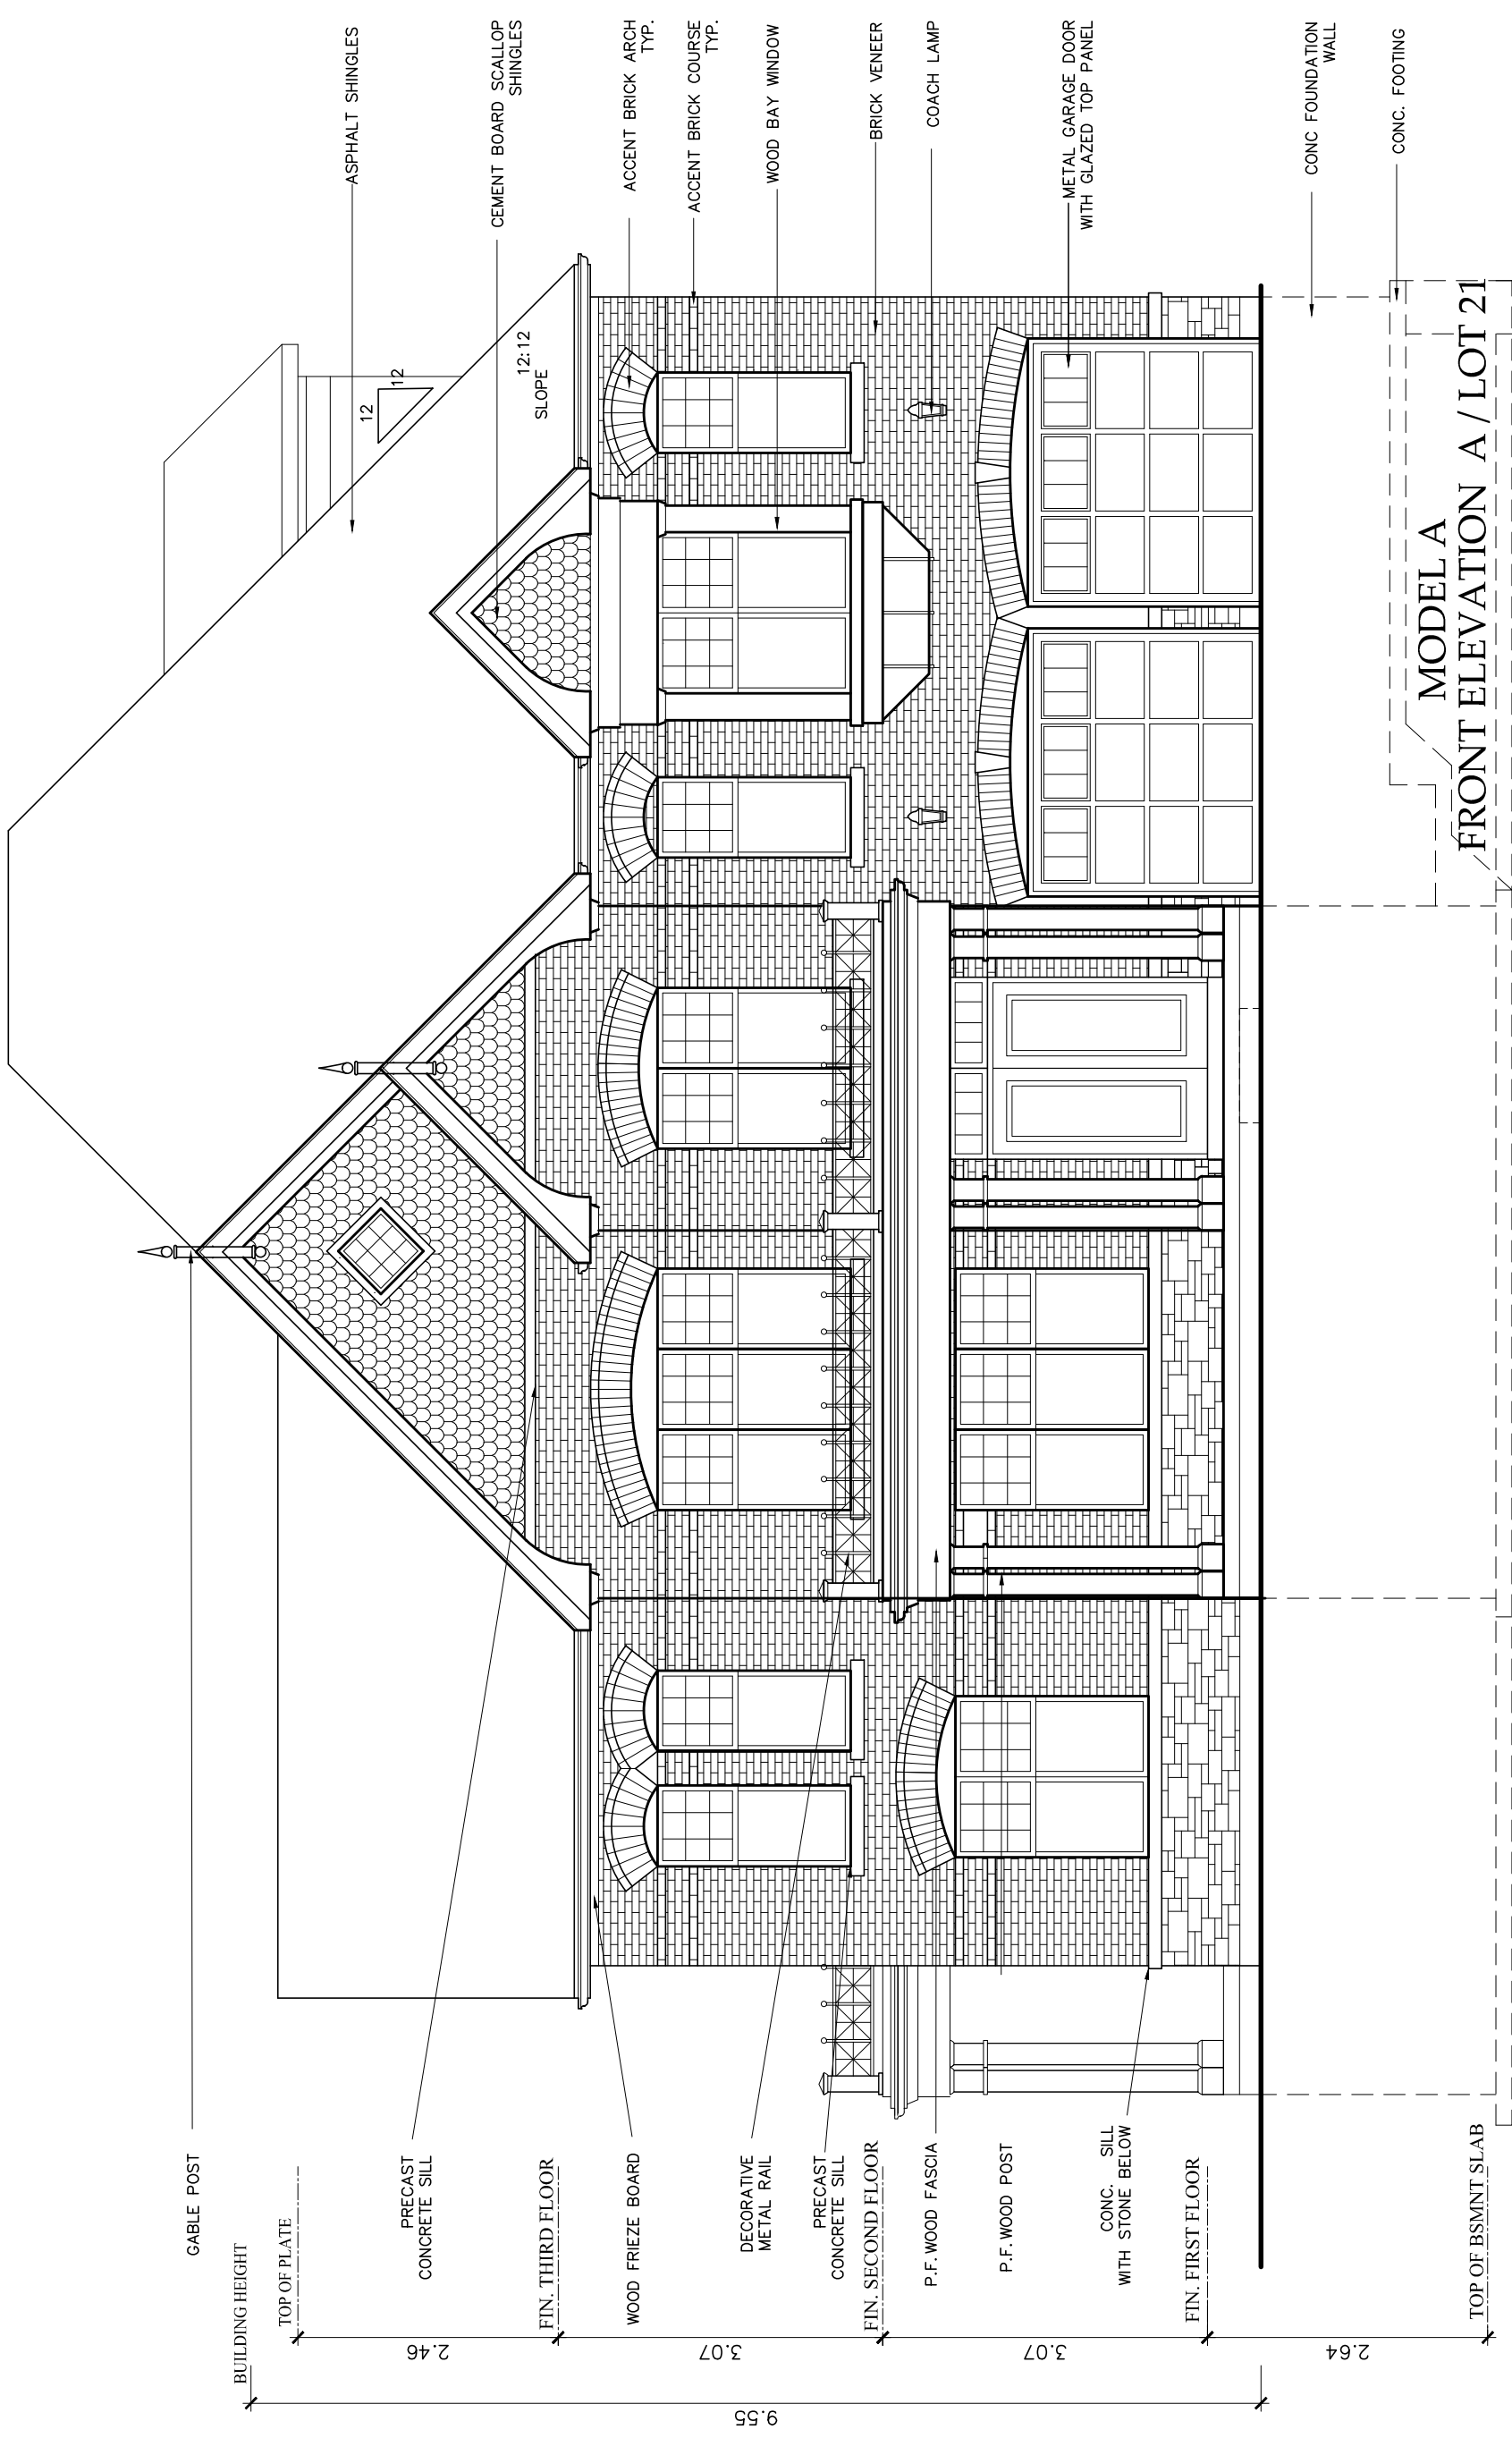 ASPHALT SHINGLES
CEMENT BOARD SCALLOP
SHINGLES
ACCENT BRICK ARCH
TYP.
ACCENT BRICK COURSE
TYP.
WOOD BAY WINDOW
BRICK VENEER
COACH LAMP
METAL GARAGE DOOR
WITH GLAZED TOP PANEL
CONC FOUNDATION
WALL
CONC. FOOTING
12
12
12:12
SLOPE
MODEL A
FRONT ELEVATION A / LOT 21
GABLE POST
BUILDING HEIGHT
TOP OF PLATE
PRECAST
CONCRETE SILL
FIN. THIRD FLOOR
WOOD FRIEZE BOARD
DECORATIVE
METAL RAIL
PRECAST
CONCRETE SILL
FIN. SECOND FLOOR
P.F. WOOD FASCIA
P.F. WOOD POST
CONC. SILL
WITH STONE BELOW
FIN. FIRST FLOOR
TOP OF BSMNT SLAB
2.46
3.07
3.07
2.64
9.55